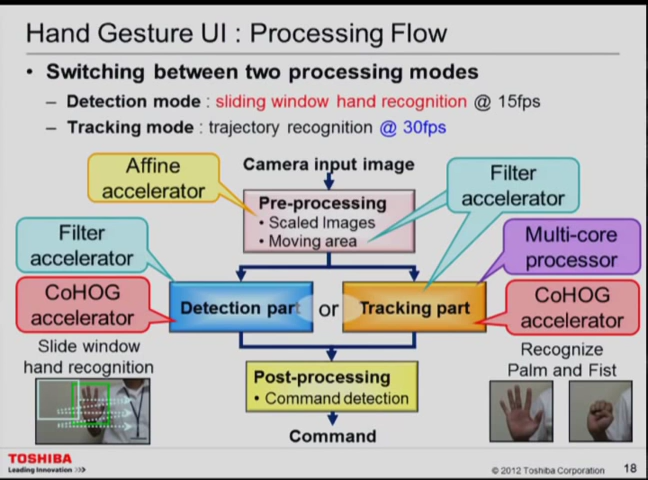 Hand Gesture UI : Processing Flow
• Switching between two processing modes
– Detection mode : sliding window hand recognition @ 15fps
– Tracking mode : trajectory recognition @ 30fps
Affine
accelerator
Camera input image
Filter
accelerator
Pre-processing
• Scaled Images
• Moving area
Filter
accelerator
Multi-core
processor
CoHOG
accelerator
Detection part
or
Tracking part
CoHOG
accelerator
Slide window
hand recognition
Recognize
Palm and Fist
Post-processing
• Command detection
Command
TOSHIBA
Leading Innovation >>>
© 2012 Toshiba Corporation
18